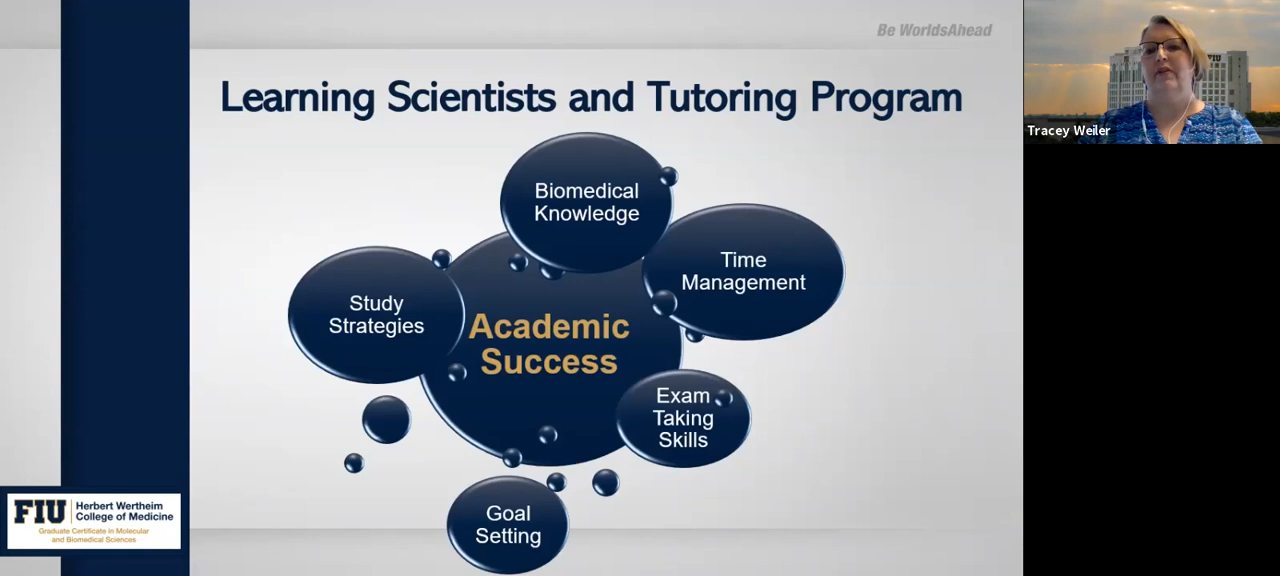 Be WorldsAhead
Learning Scientists and Tutoring Program
Biomedical
Knowledge
Time
Management
Study
Strategies
Academic
Success
Exam
Taking
Skills
Goal
Setting
FIU
Herbert Wertheim
College of Medicine
Graduate Certificate in Molecular
and Biomedical Sciences
FIU
Tracey Weiler